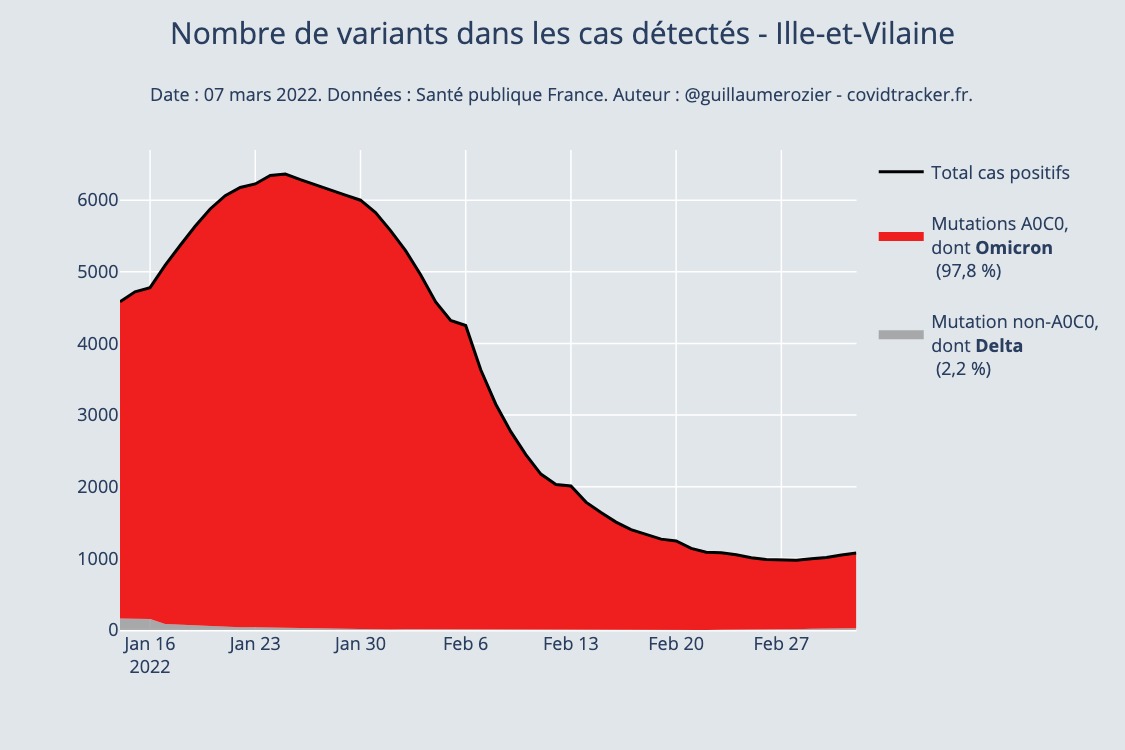 Nombre de variants dans les cas détectés - Ille-et-Vilaine
Date : 07 mars 2022. Données : Santé publique France. Auteur : @guillaumerozier - covidtracker.fr.
Total cas positifs
Mutations A0C0,
dont Omicron
(97,8 %)
Mutation non-A0C0,
dont Delta
(2,2 %)
6000
5000
4000
3000
2000
1000
0
Jan 16 Jan 23 Jan 30 Feb 6 Feb 13 Feb 20 Feb 27
2022